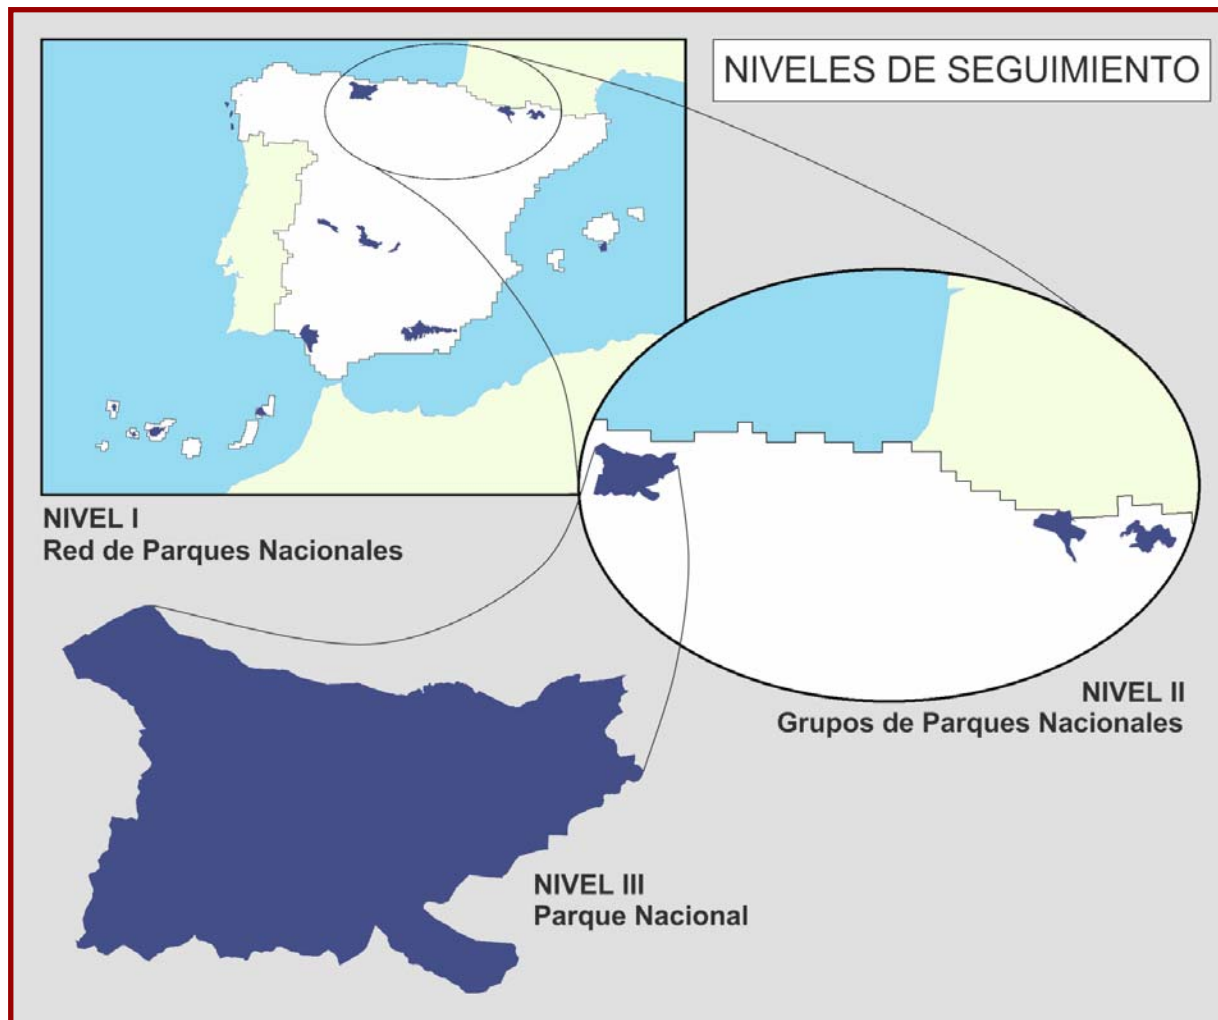 NIVELES DE SEGUIMIENTO
NIVEL I
Red de Parques Nacionales
NIVEL II
Grupos de Parques Nacionales
NIVEL III
Parque Nacional